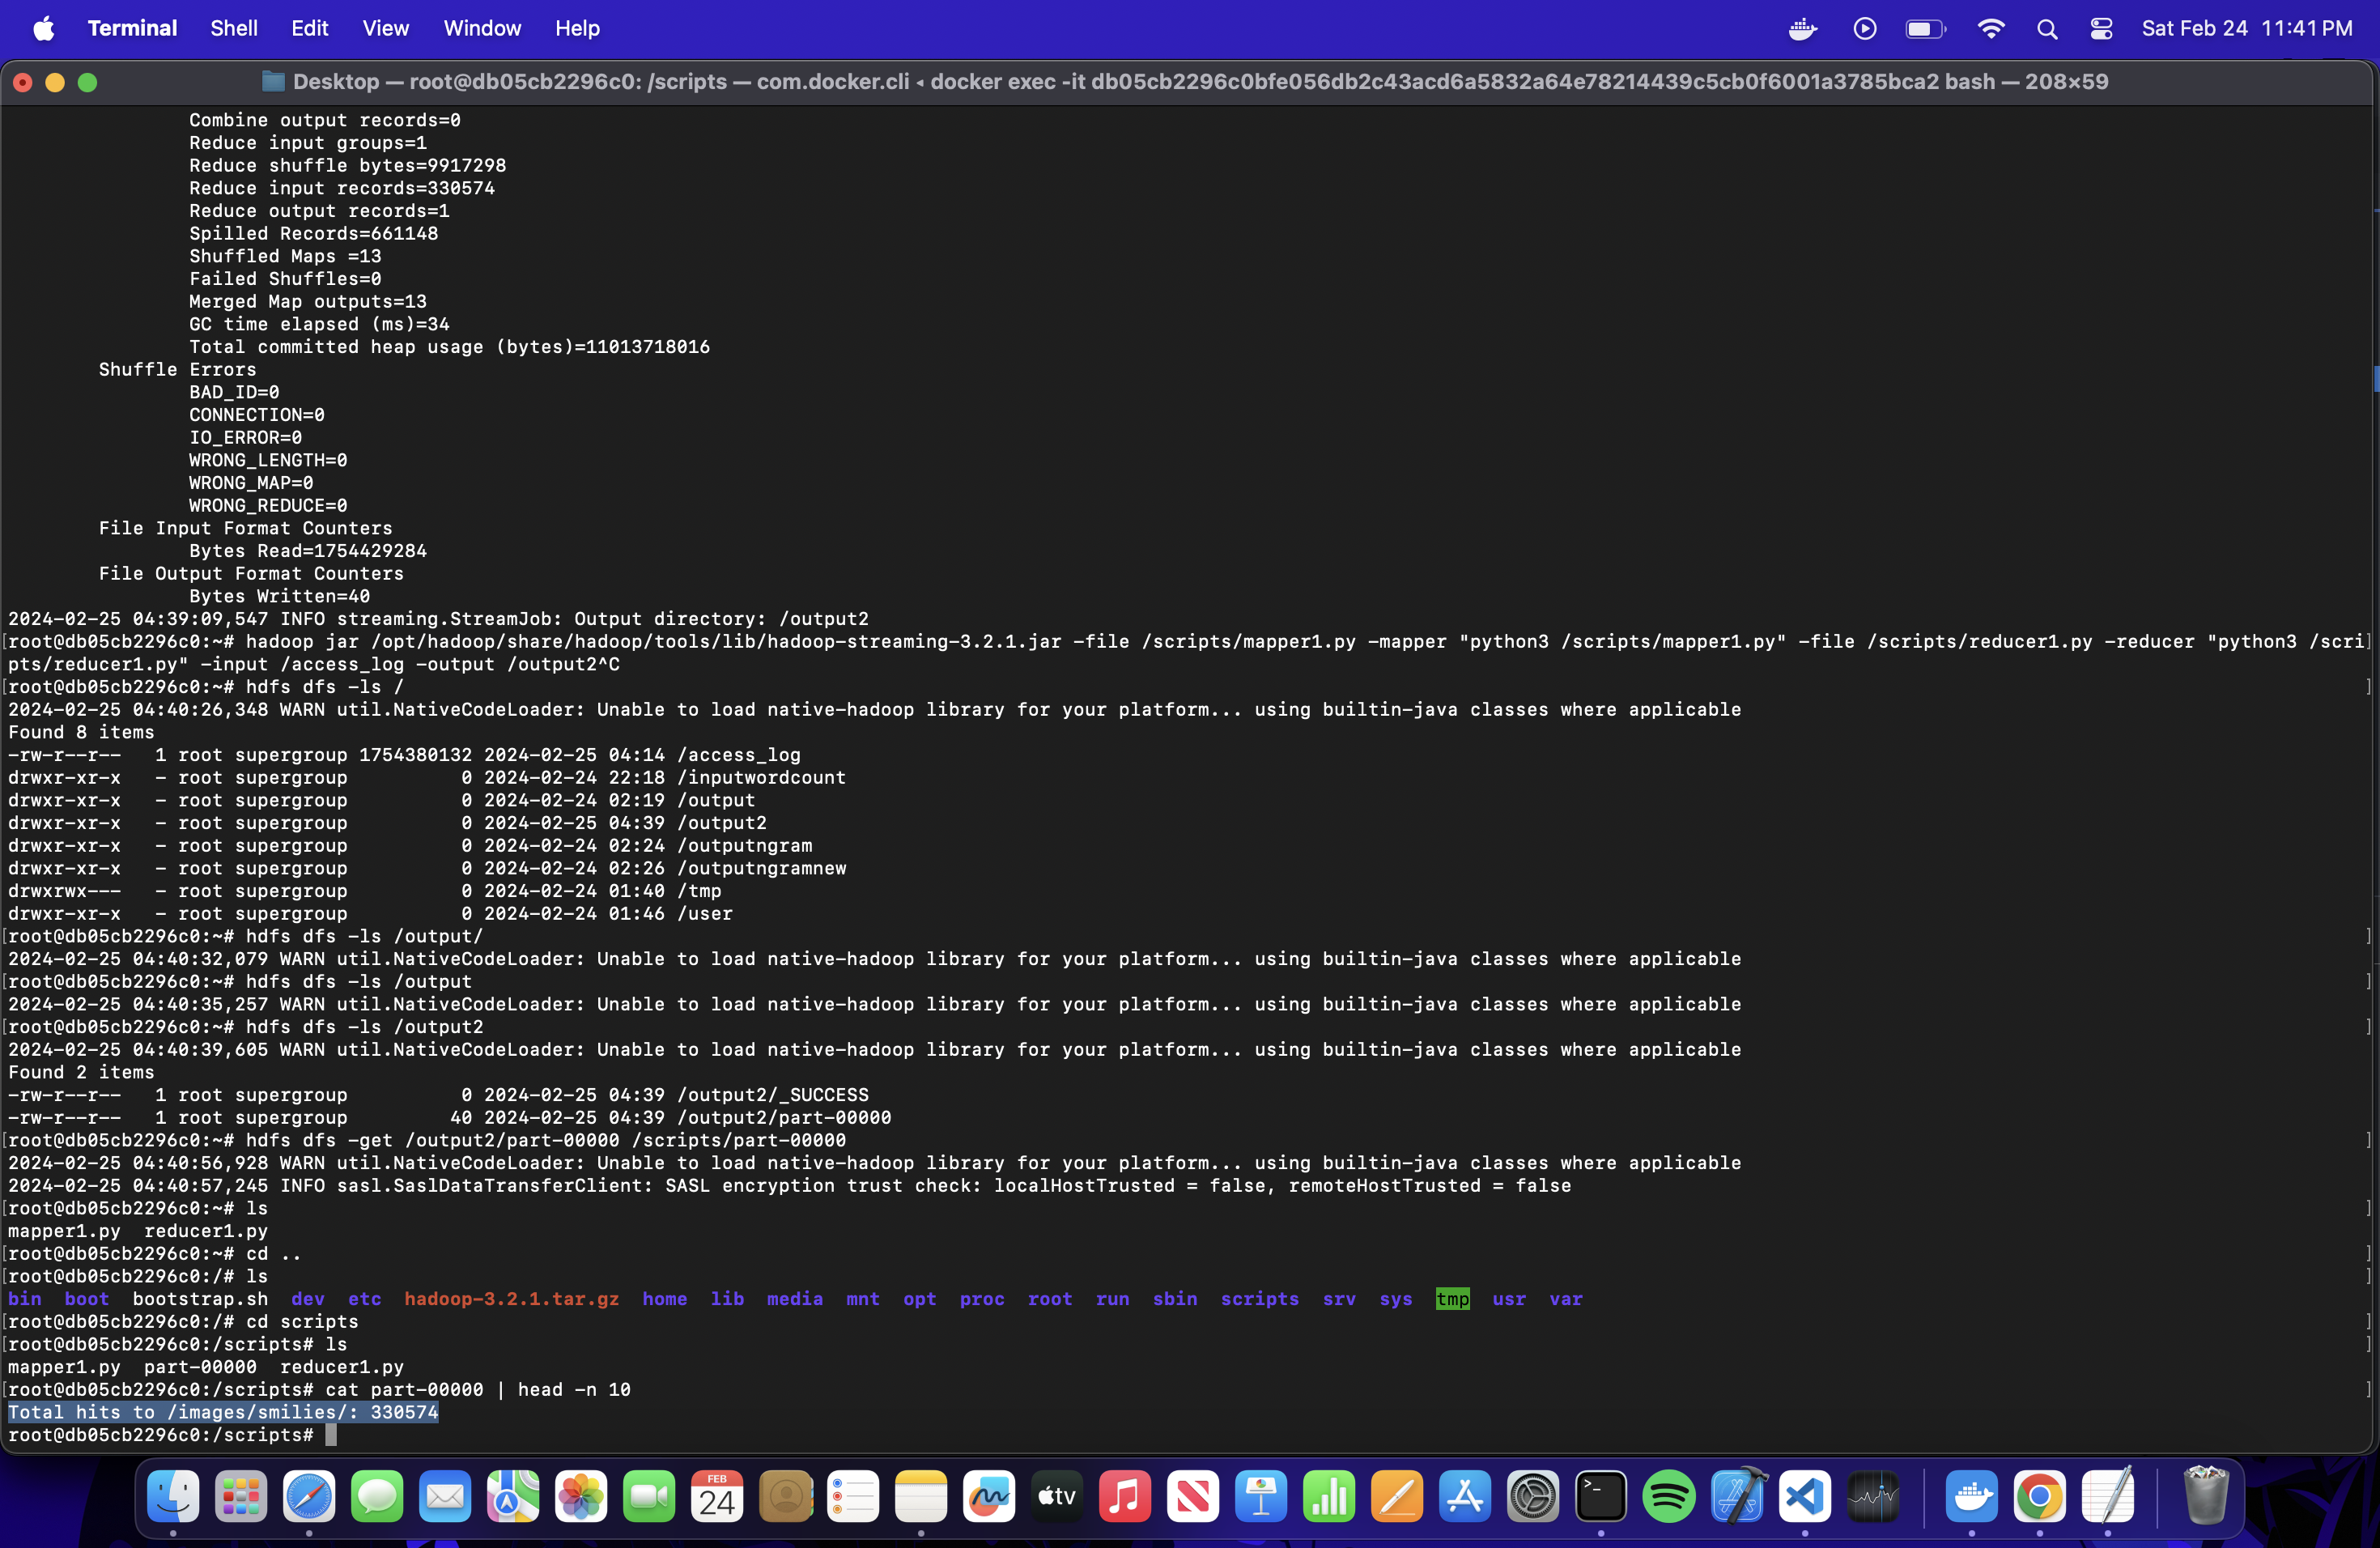 Terminal Shell Edit View Window Help Sat Feb 24 11:41 PM
Desktop — root@db05cb2296c0: /scripts — com.docker.cli ◂ docker exec -it db05cb2296c0bfe056db2c43acd6a5832a64e78214439c5cb0f6001a3785bca2 bash — 208×59
Combine output records=0
Reduce input groups=1
Reduce shuffle bytes=9917298
Reduce input records=330574
Reduce output records=1
Spilled Records=661148
Shuffled Maps =13
Failed Shuffles=0
Merged Map outputs=13
GC time elapsed (ms)=34
Total committed heap usage (bytes)=11013718016
Shuffle Errors
BAD_ID=0
CONNECTION=0
IO_ERROR=0
WRONG_LENGTH=0
WRONG_MAP=0
WRONG_REDUCE=0
File Input Format Counters
Bytes Read=1754429284
File Output Format Counters
Bytes Written=40
2024-02-25 04:39:09,547 INFO streaming.StreamJob: Output directory: /output2
[root@db05cb2296c0:~# hadoop jar /opt/hadoop/share/hadoop/tools/lib/hadoop-streaming-3.2.1.jar -file /scripts/mapper1.py -mapper "python3 /scripts/mapper1.py" -file /scripts/reducer1.py -reducer "python3 /scri]
pts/reducer1.py" -input /access_log -output /output2^C
[root@db05cb2296c0:~# hdfs dfs -ls / ]
2024-02-25 04:40:26,348 WARN util.NativeCodeLoader: Unable to load native-hadoop library for your platform... using builtin-java classes where applicable
Found 8 items
-rw-r--r--   1 root supergroup 1754380132 2024-02-25 04:14 /access_log
drwxr-xr-x   - root supergroup          0 2024-02-24 22:18 /inputwordcount
drwxr-xr-x   - root supergroup          0 2024-02-24 02:19 /output
drwxr-xr-x   - root supergroup          0 2024-02-25 04:39 /output2
drwxr-xr-x   - root supergroup          0 2024-02-24 02:24 /outputngram
drwxr-xr-x   - root supergroup          0 2024-02-24 02:26 /outputngramnew
drwxrwx---   - root supergroup          0 2024-02-24 01:40 /tmp
drwxr-xr-x   - root supergroup          0 2024-02-24 01:46 /user
[root@db05cb2296c0:~# hdfs dfs -ls /output/ ]
2024-02-25 04:40:32,079 WARN util.NativeCodeLoader: Unable to load native-hadoop library for your platform... using builtin-java classes where applicable
[root@db05cb2296c0:~# hdfs dfs -ls /output ]
2024-02-25 04:40:35,257 WARN util.NativeCodeLoader: Unable to load native-hadoop library for your platform... using builtin-java classes where applicable
[root@db05cb2296c0:~# hdfs dfs -ls /output2 ]
2024-02-25 04:40:39,605 WARN util.NativeCodeLoader: Unable to load native-hadoop library for your platform... using builtin-java classes where applicable
Found 2 items
-rw-r--r--   1 root supergroup          0 2024-02-25 04:39 /output2/_SUCCESS
-rw-r--r--   1 root supergroup         40 2024-02-25 04:39 /output2/part-00000
[root@db05cb2296c0:~# hdfs dfs -get /output2/part-00000 /scripts/part-00000 ]
2024-02-25 04:40:56,928 WARN util.NativeCodeLoader: Unable to load native-hadoop library for your platform... using builtin-java classes where applicable
2024-02-25 04:40:57,245 INFO sasl.SaslDataTransferClient: SASL encryption trust check: localHostTrusted = false, remoteHostTrusted = false
[root@db05cb2296c0:~# ls ]
mapper1.py  reducer1.py
[root@db05cb2296c0:~# cd .. ]
[root@db05cb2296c0:/# ls ]
bin  boot  bootstrap.sh  dev  etc  hadoop-3.2.1.tar.gz  home  lib  media  mnt  opt  proc  root  run  sbin  scripts  srv  sys  tmp  usr  var
[root@db05cb2296c0:/# cd scripts ]
[root@db05cb2296c0:/scripts# ls ]
mapper1.py  part-00000  reducer1.py
[root@db05cb2296c0:/scripts# cat part-00000 | head -n 10 ]
Total hits to /images/smilies/: 330574
root@db05cb2296c0:/scripts#
FEB
24
tv
>_